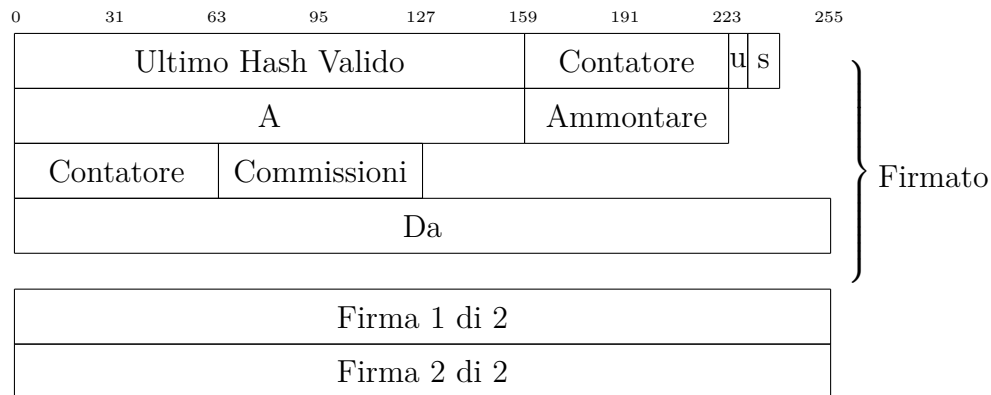 0 31 63 95 127 159 191 223 255
Ultimo Hash Valido Contatore u s
A Ammontare
Contatore Commissioni
Firmato
Da
Firma 1 di 2
Firma 2 di 2